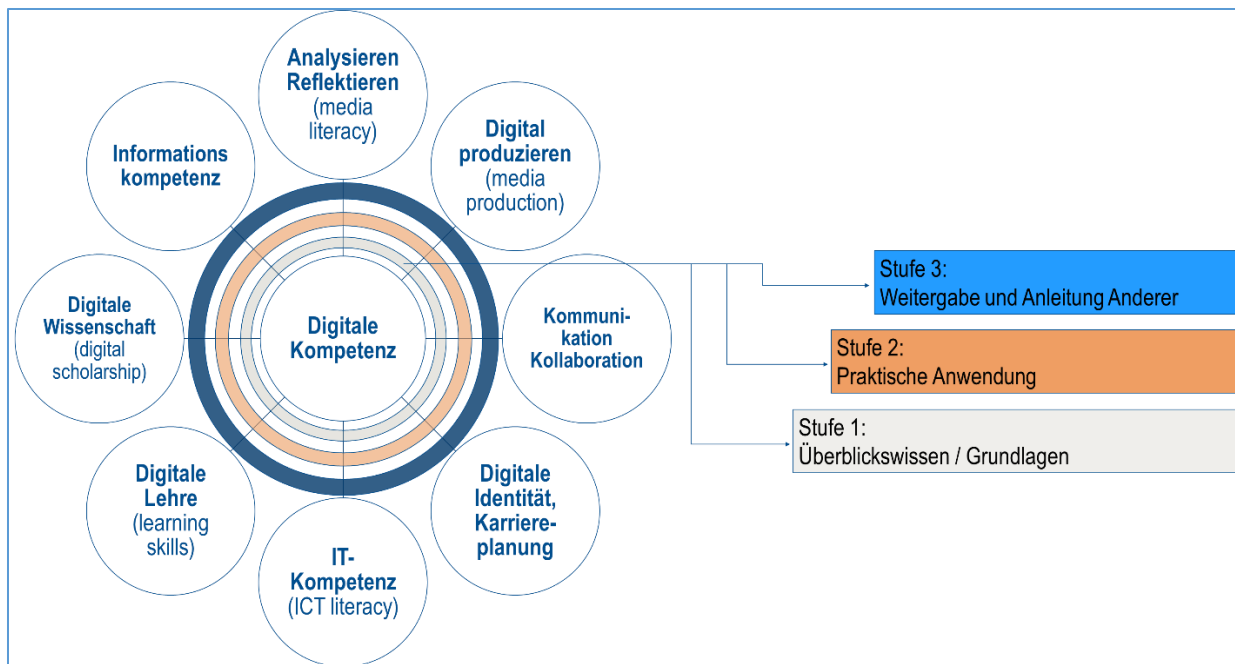 Analysieren
Reflektieren
(media
literacy)
Digital
produzieren
(media
production)
Informations
kompetenz
Digitale
Wissenschaft
(digital
scholarship)
Digitale
Kompetenz
Kommuni-
kation
Kollaboration
Digitale
Lehre
(learning
skills)
IT-
Kompetenz
(ICT literacy)
Digitale
Identität,
Karriere-
planung
Stufe 3:
Weitergabe und Anleitung Anderer
Stufe 2:
Praktische Anwendung
Stufe 1:
Überblickswissen / Grundlagen